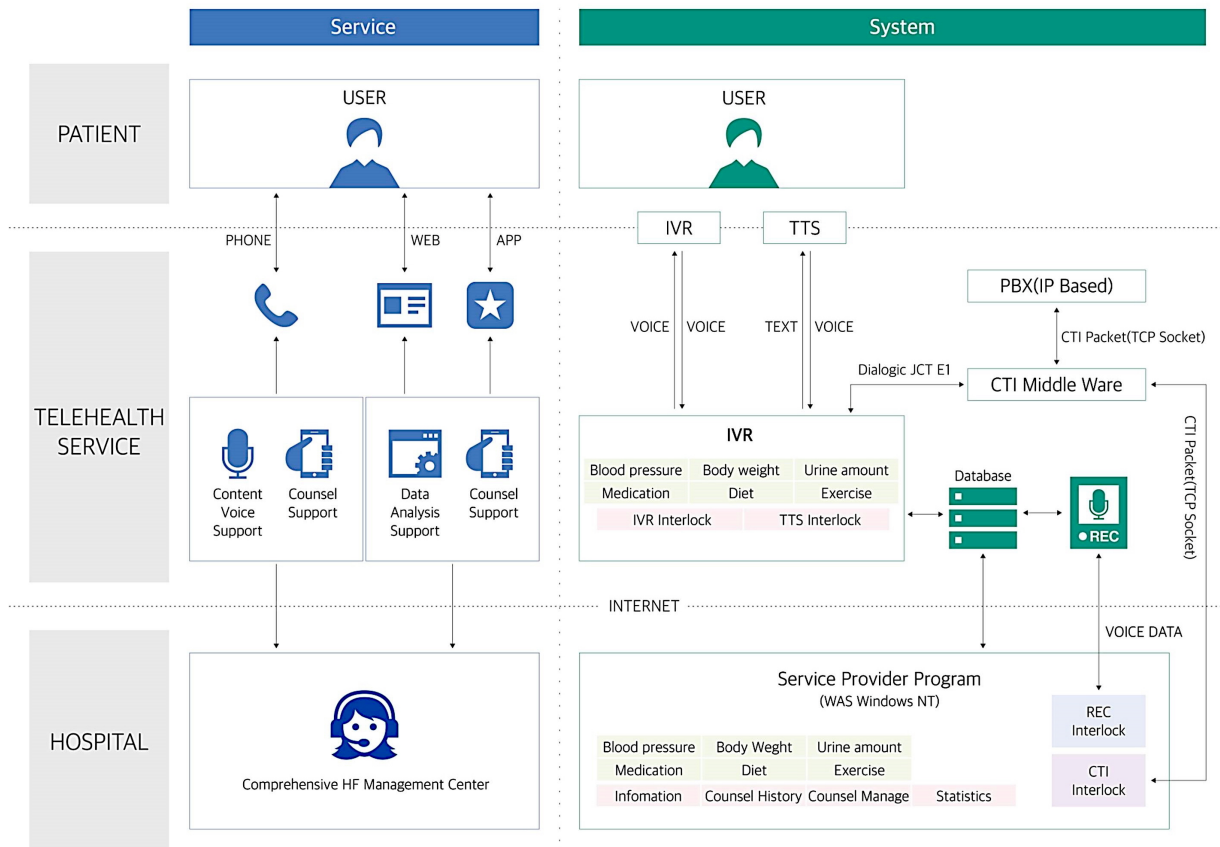 Service
System
PATIENT
USER
USER
PHONE
WEB
APP
IVR
TTS
VOICE
VOICE
TEXT
VOICE
PBX(IP Based)
CTI Packet(TCP Socket)
Dialogic JCT E1
CTI Middle Ware
CTI Packet(TCP Socket)
TELEHEALTH
SERVICE
Content
Voice
Support
Counsel
Support
Data
Analysis
Support
Counsel
Support
IVR
Blood pressure
Body weight
Urine amount
Medication
Diet
Exercise
IVR Interlock
TTS Interlock
Database
REC
INTERNET
VOICE DATA
HOSPITAL
Comprehensive HF Management Center
Service Provider Program
(WAS Windows NT)
Blood pressure
Body Weght
Urine amount
Medication
Diet
Exercise
Infomation
Counsel History
Counsel Manage
Statistics
REC
Interlock
CTI
Interlock